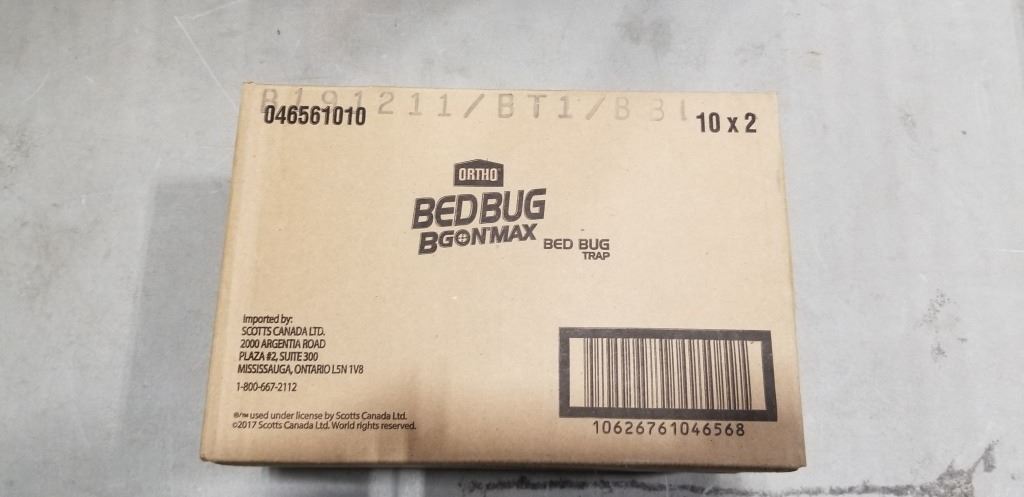 B191211/BT1/BB1
046561010
10 x 2
ORTHO®
BEDBUG
BGON MAX BED BUG
TRAP
Imported by:
SCOTTS CANADA LTD.
2000 ARGENTIA ROAD
PLAZA #2, SUITE 300
MISSISSAUGA, ONTARIO L5N 1V8
1-800-667-2112
®/™ used under license by Scotts Canada Ltd.
©2017 Scotts Canada Ltd. World rights reserved.
10626761046568